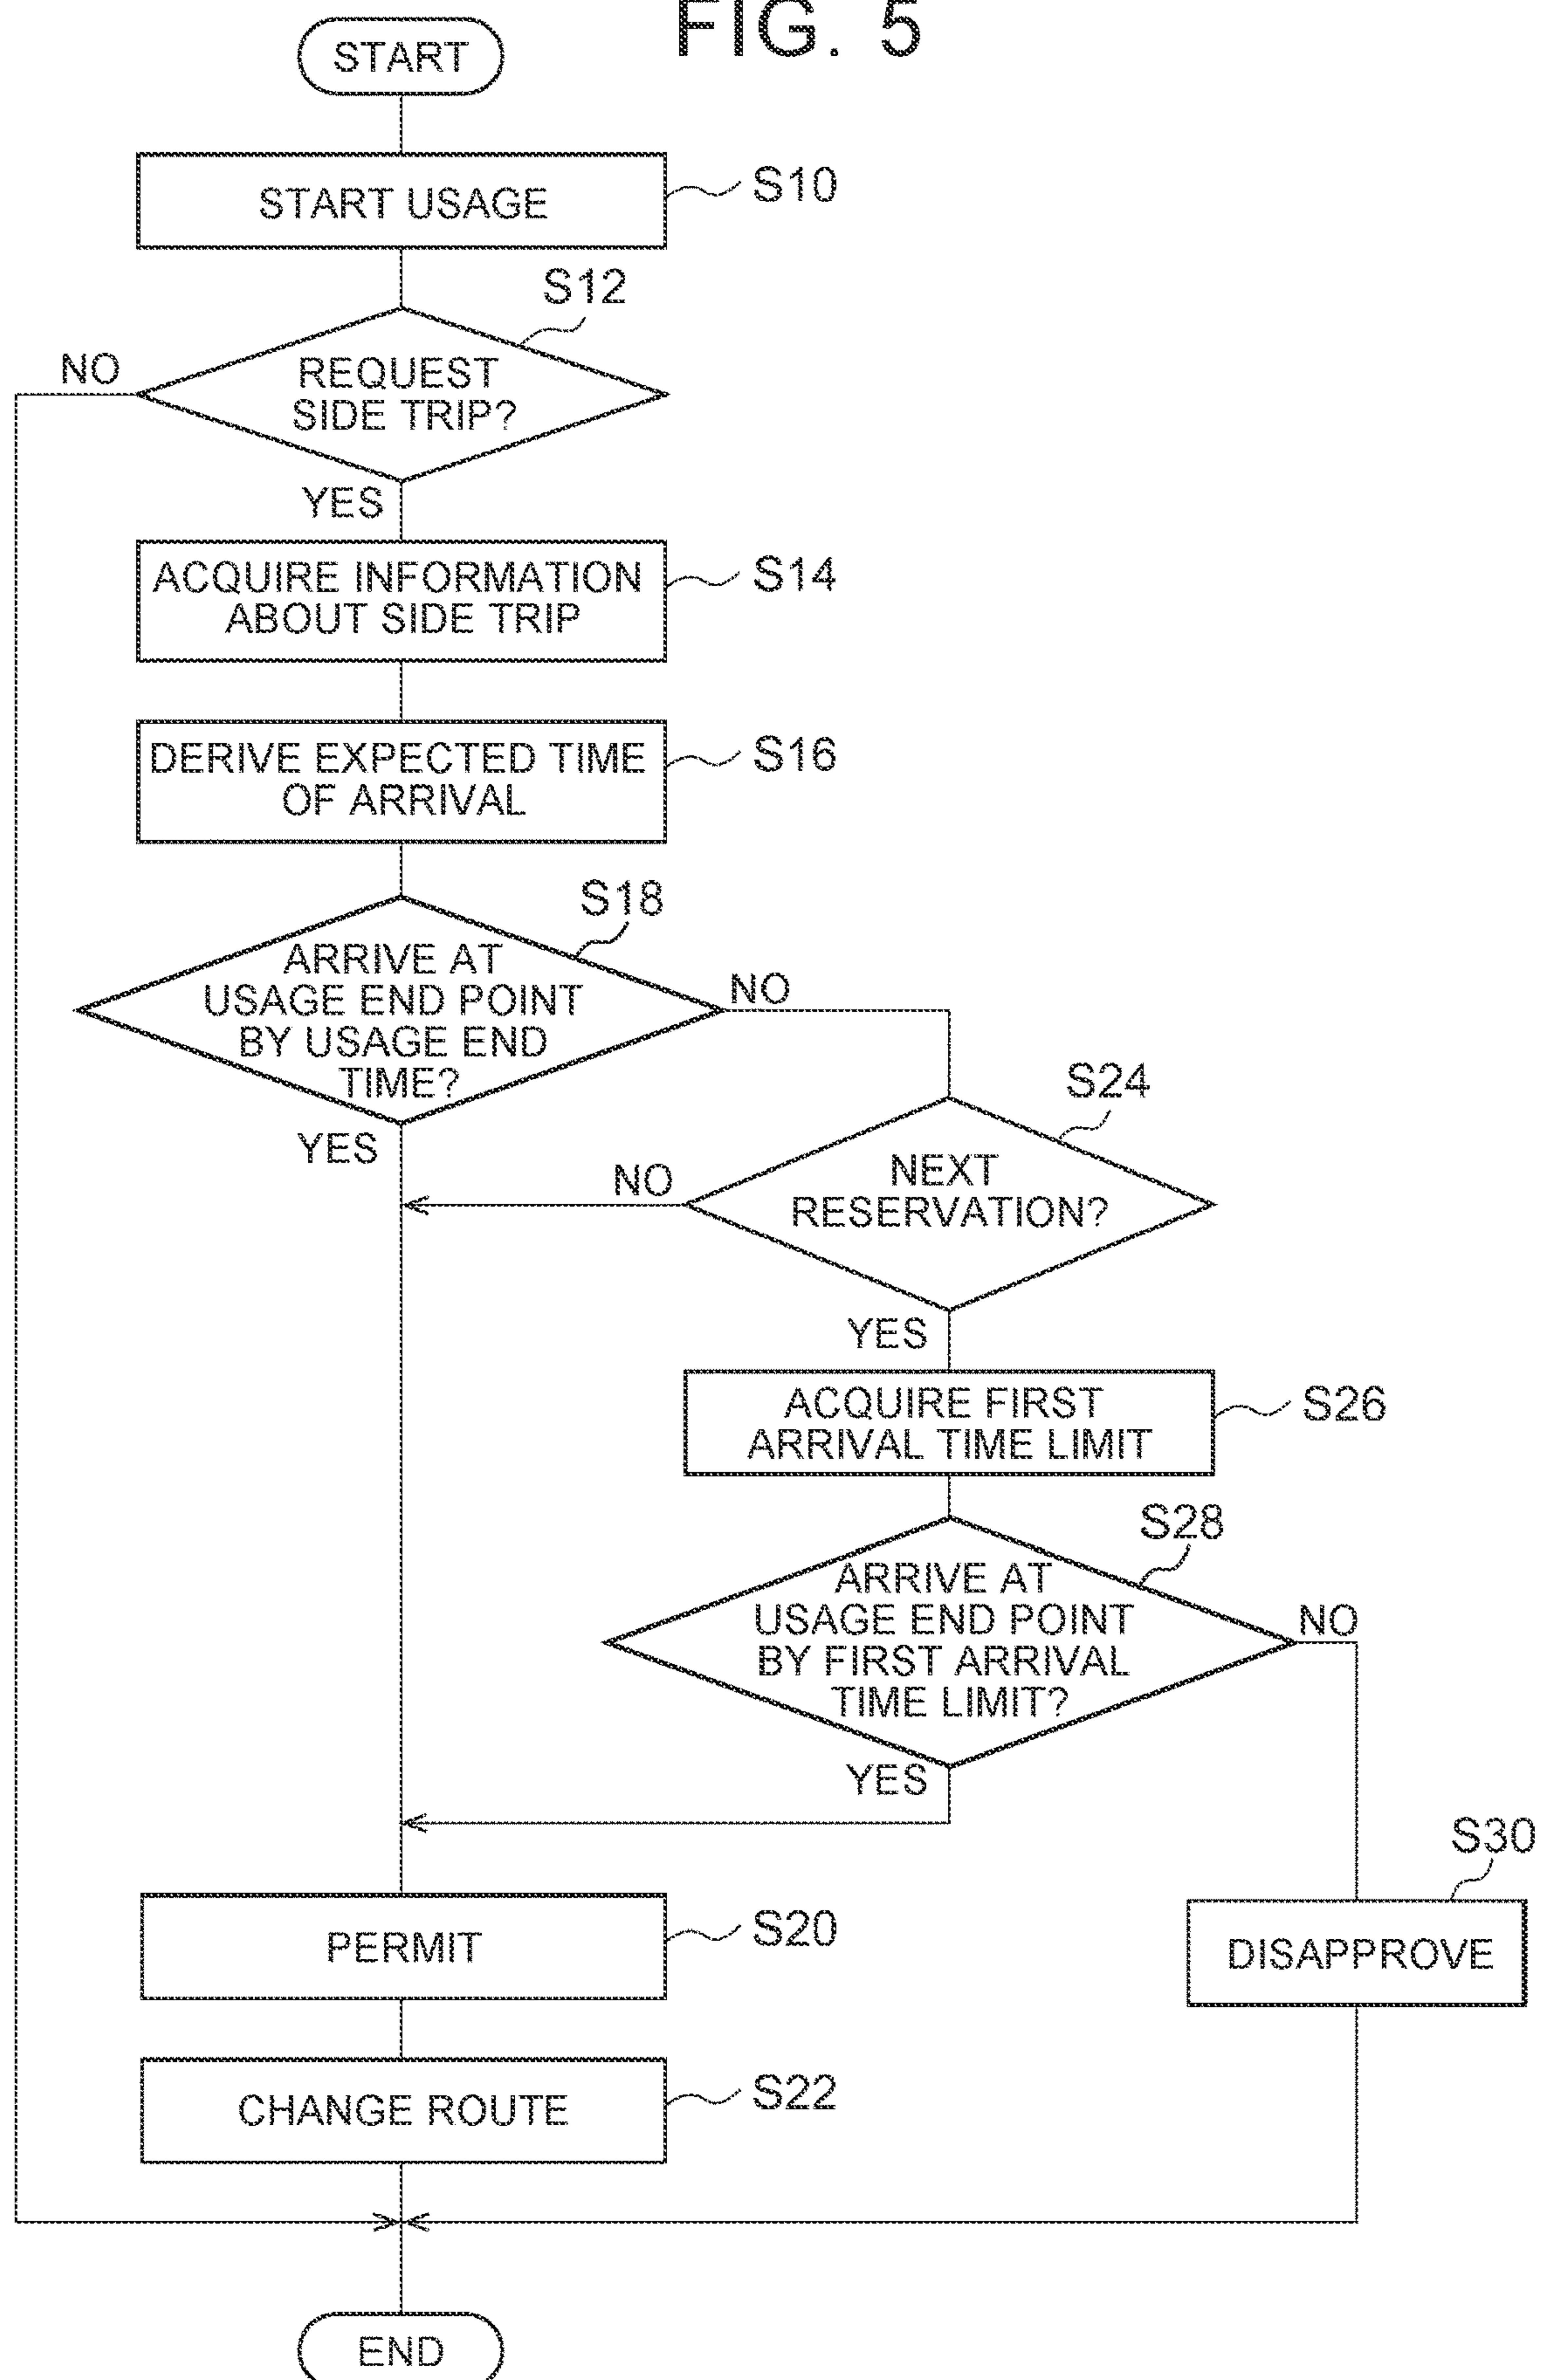 FIG. 5
START
START USAGE
S10
S12
REQUEST
SIDE TRIP?
NO
YES
ACQUIRE INFORMATION
ABOUT SIDE TRIP
S14
DERIVE EXPECTED TIME
OF ARRIVAL
S16
S18
ARRIVE AT
USAGE END POINT
BY USAGE END
TIME?
NO
YES
S24
NEXT
RESERVATION?
NO
YES
ACQUIRE FIRST
ARRIVAL TIME LIMIT
S26
S28
ARRIVE AT
USAGE END POINT
BY FIRST ARRIVAL
TIME LIMIT?
NO
YES
S30
PERMIT
S20
DISAPPROVE
CHANGE ROUTE
S22
END